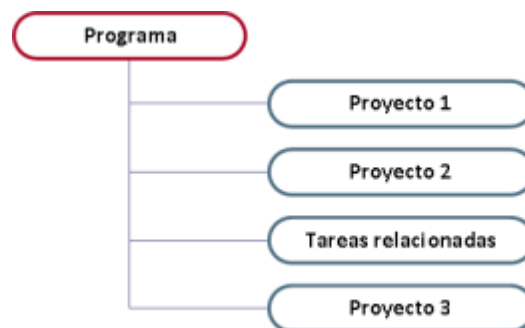 Programa
Proyecto 1
Proyecto 2
Tareas relacionadas
Proyecto 3